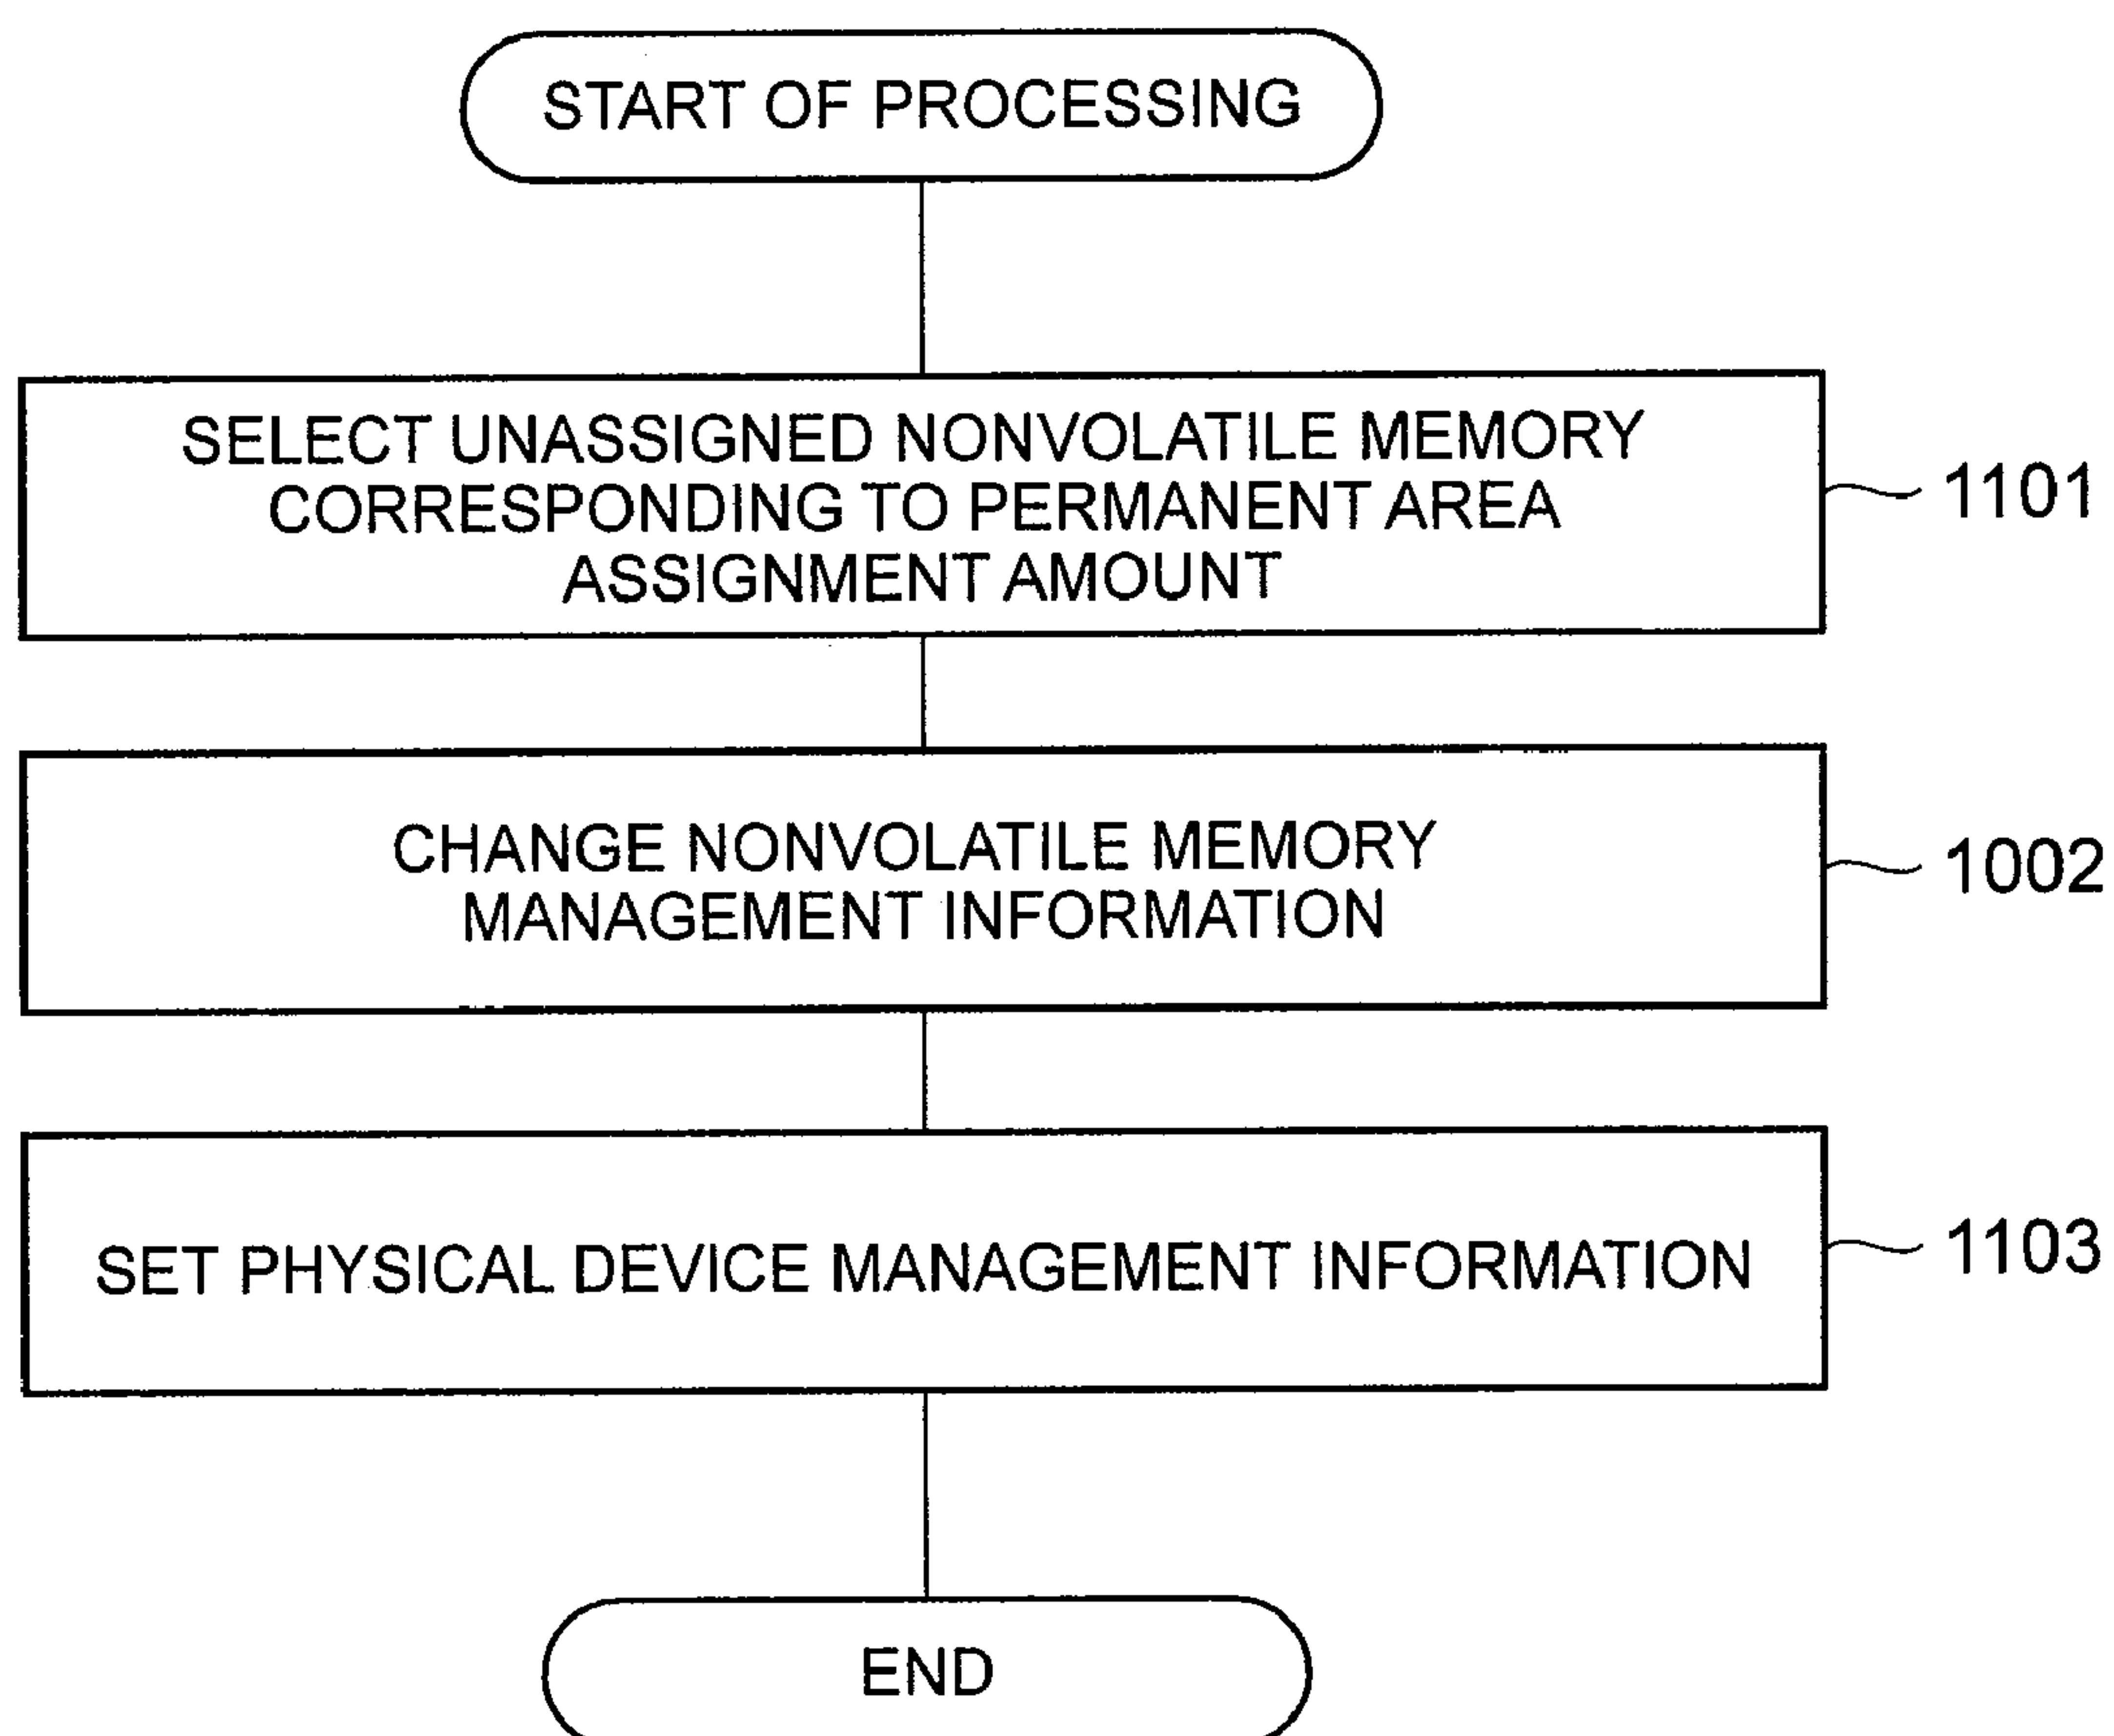 START OF PROCESSING
SELECT UNASSIGNED NONVOLATILE MEMORY
CORRESPONDING TO PERMANENT AREA
ASSIGNMENT AMOUNT
1101
CHANGE NONVOLATILE MEMORY
MANAGEMENT INFORMATION
1002
SET PHYSICAL DEVICE MANAGEMENT INFORMATION
1103
END